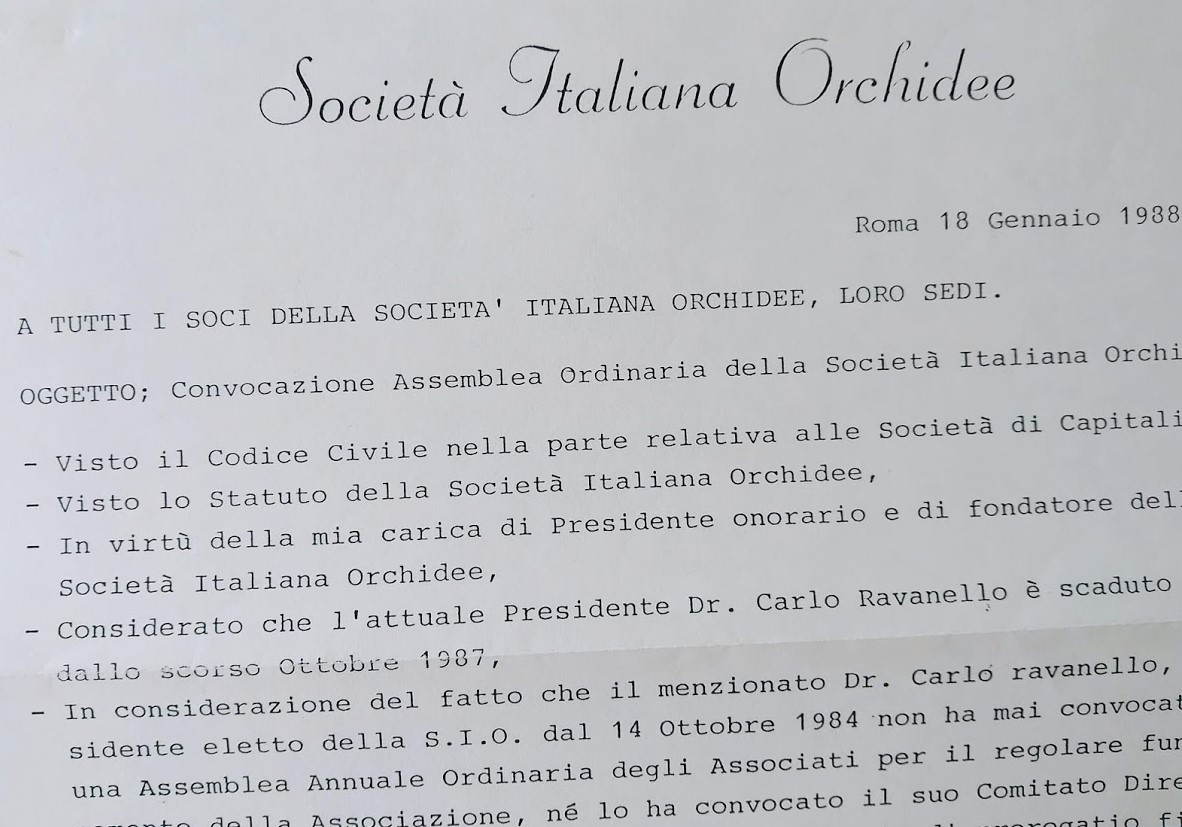 Società Italiana Orchidee
Roma 18 Gennaio 1988
A TUTTI I SOCI DELLA SOCIETA' ITALIANA ORCHIDEE, LORO SEDI.
OGGETTO; Convocazione Assemblea Ordinaria della Società Italiana Orchi
- Visto il Codice Civile nella parte relativa alle Società di Capitali
- Visto lo Statuto della Società Italiana Orchidee,
- In virtù della mia carica di Presidente onorario e di fondatore dell
Società Italiana Orchidee,
- Considerato che l'attuale Presidente Dr. Carlo Ravanello è scaduto
dallo scorso Ottobre 1987,
- In considerazione del fatto che il menzionato Dr. Carlo ravanello,
sidente eletto della S.I.O. dal 14 Ottobre 1984 non ha mai convocat
una Assemblea Annuale Ordinaria degli Associati per il regolare fun
della Associazione, né lo ha convocato il suo Comitato Dire